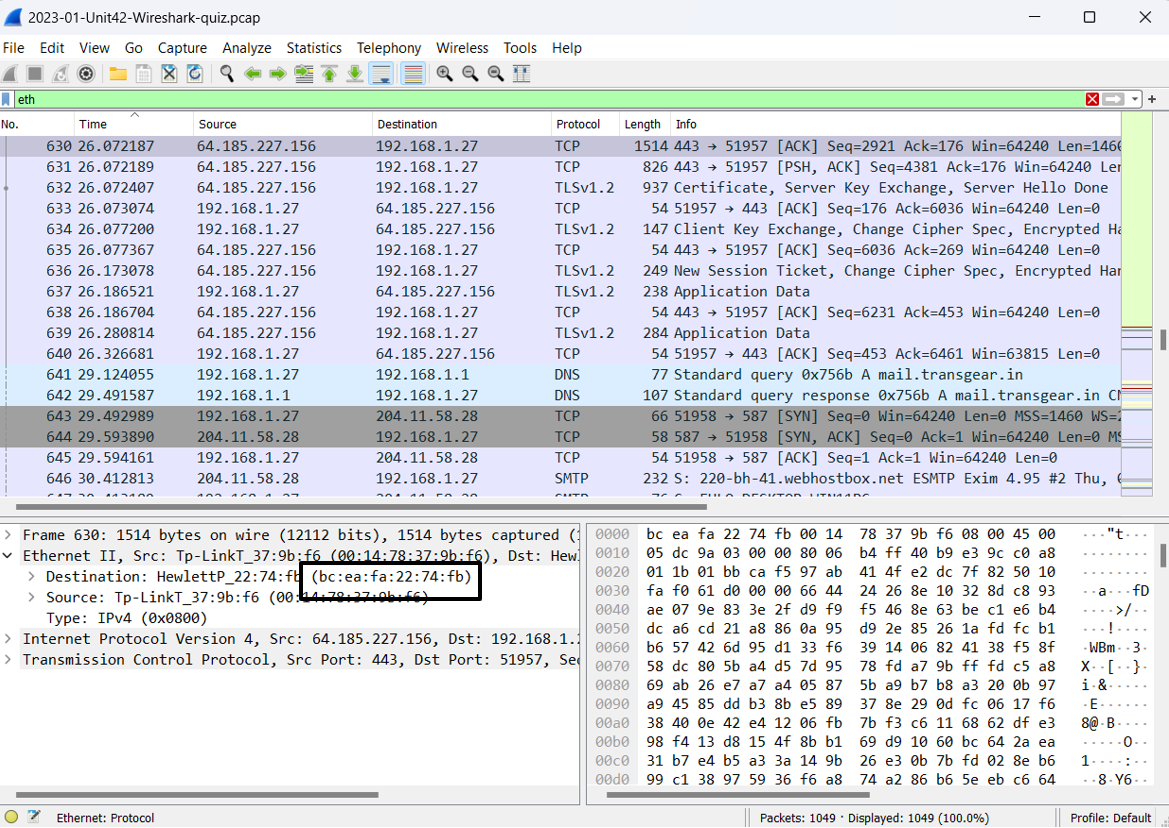 2023-01-Unit42-Wireshark-quiz.pcap
File Edit View Go Capture Analyze Statistics Telephony Wireless Tools Help
eth
No. Time Source Destination Protocol Length Info
630 26.072187 64.185.227.156 192.168.1.27 TCP 1514 443 → 51957 [ACK] Seq=2921 Ack=176 Win=64240 Len=1460
631 26.072189 64.185.227.156 192.168.1.27 TCP 826 443 → 51957 [PSH, ACK] Seq=4381 Ack=176 Win=64240 Len
632 26.072407 64.185.227.156 192.168.1.27 TLSv1.2 937 Certificate, Server Key Exchange, Server Hello Done
633 26.073074 192.168.1.27 64.185.227.156 TCP 54 51957 → 443 [ACK] Seq=176 Ack=6036 Win=64240 Len=0
634 26.077200 192.168.1.27 64.185.227.156 TLSv1.2 147 Client Key Exchange, Change Cipher Spec, Encrypted Ha
635 26.077367 64.185.227.156 192.168.1.27 TCP 54 443 → 51957 [ACK] Seq=6036 Ack=269 Win=64240 Len=0
636 26.173078 64.185.227.156 192.168.1.27 TLSv1.2 249 New Session Ticket, Change Cipher Spec, Encrypted Han
637 26.186521 192.168.1.27 64.185.227.156 TLSv1.2 238 Application Data
638 26.186704 64.185.227.156 192.168.1.27 TCP 54 443 → 51957 [ACK] Seq=6231 Ack=453 Win=64240 Len=0
639 26.280814 64.185.227.156 192.168.1.27 TLSv1.2 284 Application Data
640 26.326681 192.168.1.27 64.185.227.156 TCP 54 51957 → 443 [ACK] Seq=453 Ack=6461 Win=63815 Len=0
641 29.124055 192.168.1.27 192.168.1.1 DNS 77 Standard query 0x756b A mail.transgear.in
642 29.491587 192.168.1.1 192.168.1.27 DNS 107 Standard query response 0x756b A mail.transgear.in CN
643 29.492989 192.168.1.27 204.11.58.28 TCP 66 51958 → 587 [SYN] Seq=0 Win=64240 Len=0 MSS=1460 WS=2
644 29.593890 204.11.58.28 192.168.1.27 TCP 58 587 → 51958 [SYN, ACK] Seq=0 Ack=1 Win=64240 Len=0 MS
645 29.594161 192.168.1.27 204.11.58.28 TCP 54 51958 → 587 [ACK] Seq=1 Ack=1 Win=64240 Len=0
646 30.412813 204.11.58.28 192.168.1.27 SMTP 232 S: 220-bh-41.webhostbox.net ESMTP Exim 4.95 #2 Thu, 0
Frame 630: 1514 bytes on wire (12112 bits), 1514 bytes captured (1
Ethernet II, Src: Tp-LinkT_37:9b:f6 (00:14:78:37:9b:f6), Dst: Hewl
Destination: HewlettP_22:74:fb (bc:ea:fa:22:74:fb)
Source: Tp-LinkT_37:9b:f6 (00:14:78:37:9b:f6)
Type: IPv4 (0x0800)
Internet Protocol Version 4, Src: 64.185.227.156, Dst: 192.168.1.2
Transmission Control Protocol, Src Port: 443, Dst Port: 51957, Sec
0000 bc ea fa 22 74 fb 00 14 78 37 9b f6 08 00 45 00 ···"t·
0010 05 dc 9a 03 00 00 80 06 b4 ff 40 b9 e3 9c c0 a8 ·······
0020 01 1b 01 bb ca f5 97 ab 41 4f e2 dc 7f 82 50 10 ·······
0030 fa f0 61 d0 00 00 66 44 24 26 8e 10 32 8d c8 93 ··a···fD
0040 ae 07 9e 83 3e 2f d9 f9 f5 46 8e 63 be c1 e6 b4 ····>/··
0050 dc a6 cd 21 a8 86 0a 95 d9 2e 85 26 1a fd fc b1 ···!····
0060 b6 57 42 6d 95 d1 33 f6 39 14 06 82 41 38 f5 8f ·WBm··3·
0070 58 dc 80 5b a4 d5 7d 95 78 fd a7 9b ff fd c5 a8 X··[··}·
0080 69 ab 26 e7 a7 a4 05 87 5b a9 b7 b8 a3 20 0b 97 i·&·····
0090 a9 45 85 dd b3 8b e5 89 37 8e 29 0d fc 06 17 f6 ·E······
00a0 38 40 0e 42 e4 12 06 fb 7b f3 c6 11 68 62 df e3 8@·B····
00b0 98 f4 13 d8 15 4f 8b b1 69 d9 10 60 bc 64 2a ea ·····O··
00c0 31 b7 e4 b5 a3 3a 14 9b 26 e3 0b 7b fd 02 8e b6 1····:··
00d0 99 c1 38 97 59 36 f6 a8 74 a2 86 b6 5e eb c6 64 ··8·Y6··
Ethernet: Protocol Packets: 1049 · Displayed: 1049 (100.0%) Profile: Default